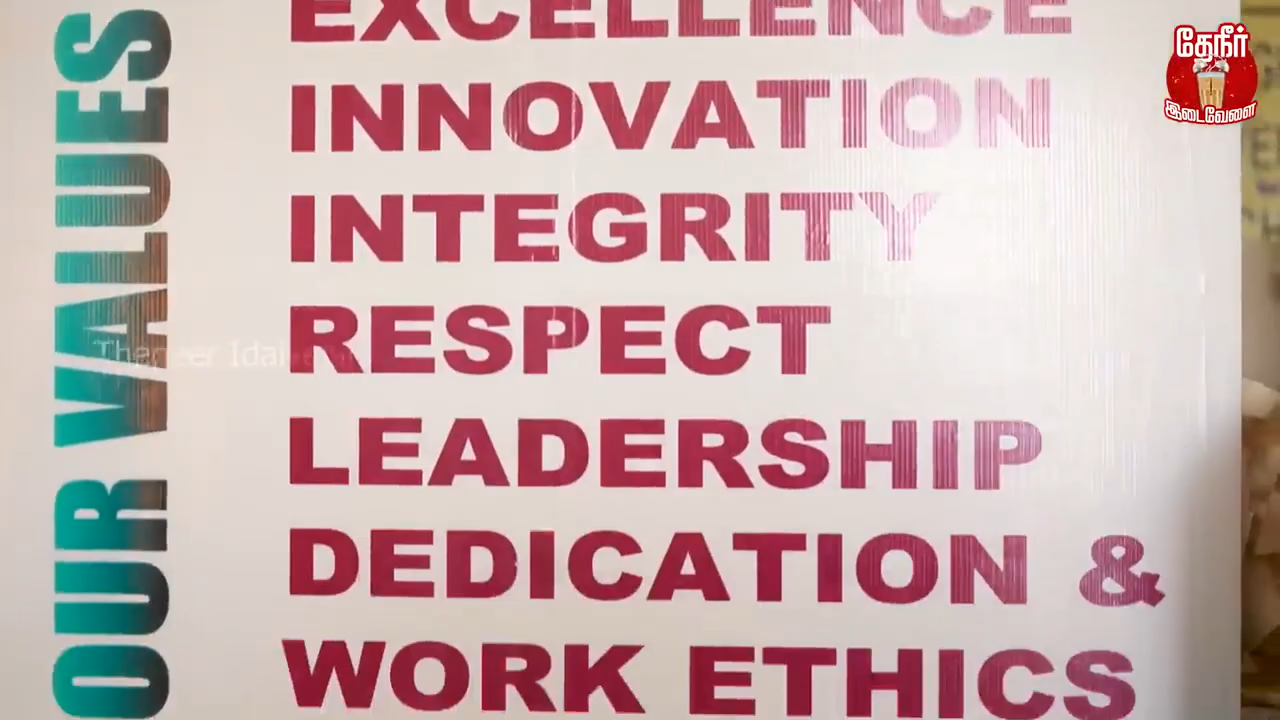 OUR VALUES
EXCELLENCE
INNOVATION
INTEGRITY
RESPECT
LEADERSHIP
DEDICATION &
WORK ETHICS
தேநீர்
இடைவேளை